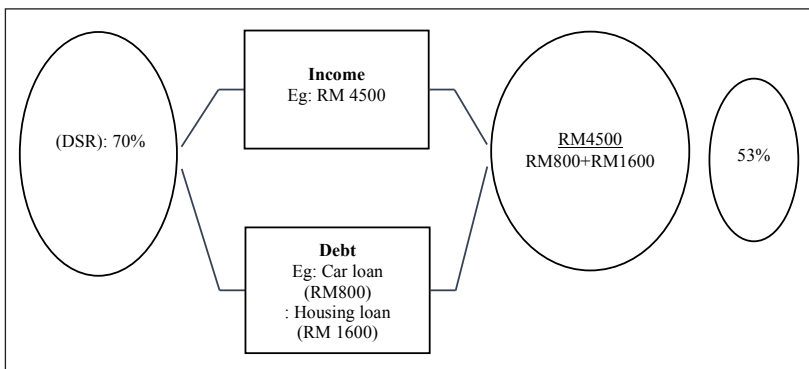 (DSR): 70%
Income
Eg: RM 4500
Debt
Eg: Car loan
(RM800)
: Housing loan
(RM 1600)
RM4500
RM800+RM1600
53%